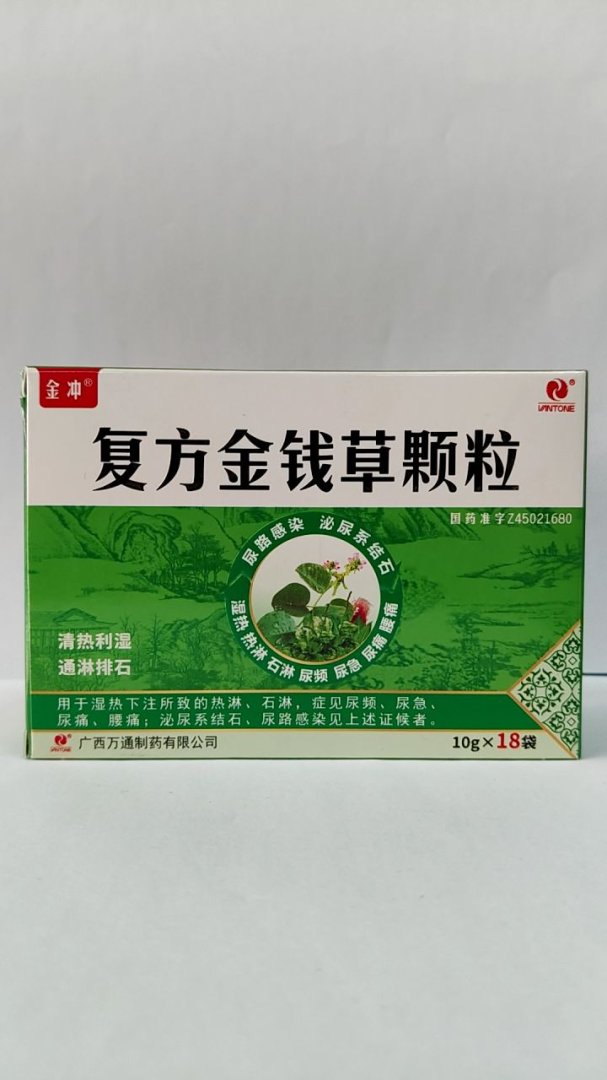 金冲®
VANTONE®
复方金钱草颗粒
国药准字Z45021680
尿路感染 泌尿系结石
湿热 热淋 石淋 尿频 尿急 尿痛 腰痛
清热利湿
通淋排石
用于湿热下注所致的热淋、石淋,症见尿频、尿急、
尿痛、腰痛;泌尿系结石、尿路感染见上述证候者。
VANTONE 广西万通制药有限公司
10g×18袋